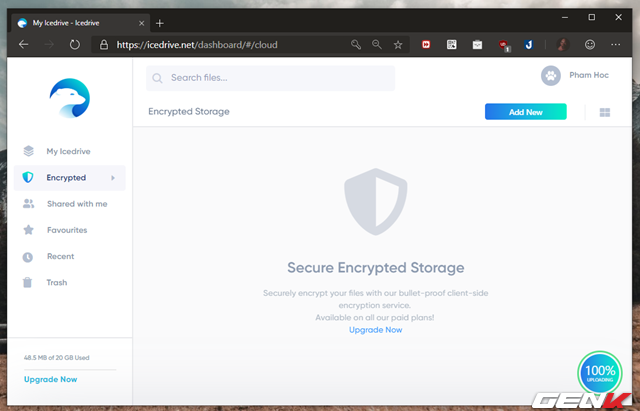 My Icedrive - Icedrive
https://icedrive.net/dashboard/#/cloud
Search files...
Pham Hoc
Encrypted Storage
Add New
My Icedrive
Encrypted
Shared with me
Favourites
Recent
Trash
Secure Encrypted Storage
Securely encrypt your files with our bullet-proof client-side
encryption service.
Available on all our paid plans!
Upgrade Now
48.5 MB of 20 GB Used
Upgrade Now
100%
UPLOADING
GENK